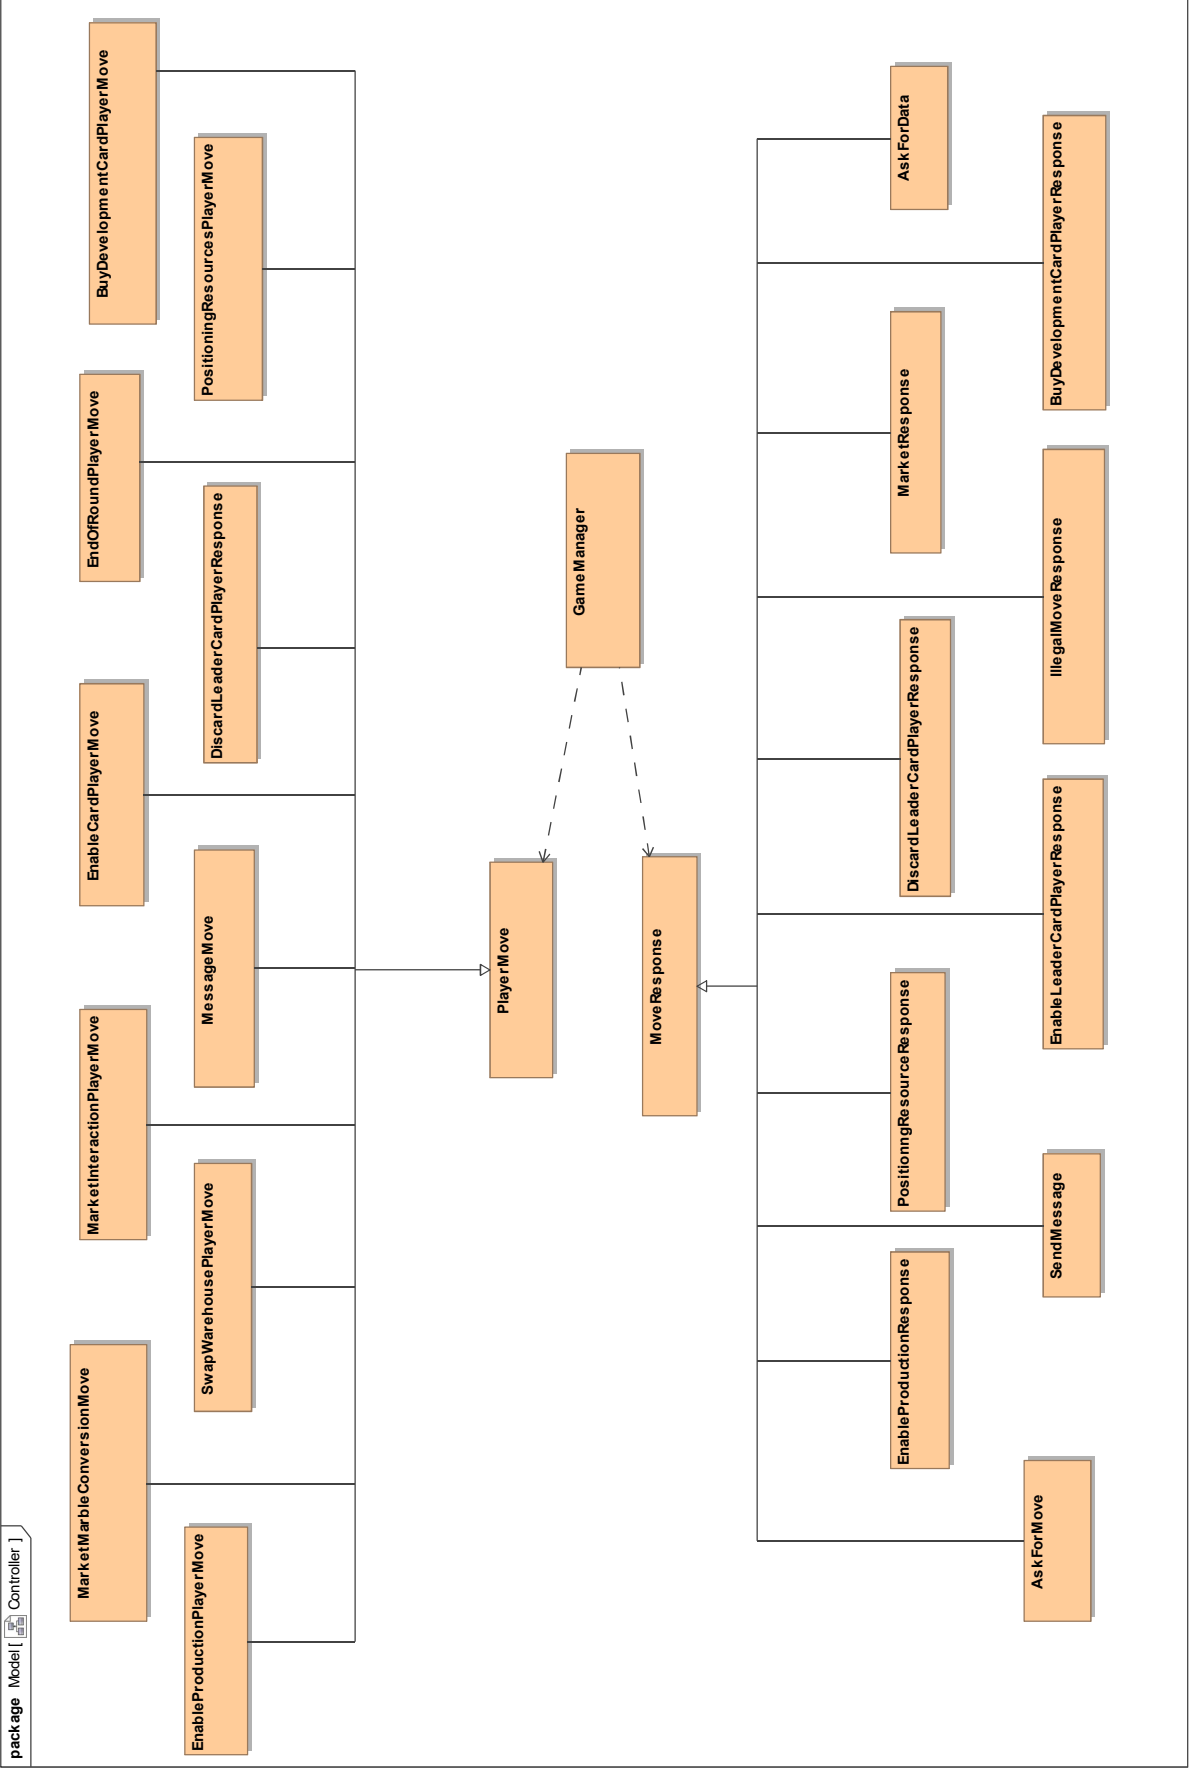 package Model [ Controller ]
MarketMarbleConversionMove
MarketInteractionPlayerMove
EnableCardPlayerMove
EndOfRoundPlayerMove
BuyDevelopmentCardPlayerMove
EnableProductionPlayerMove
SwapWarehousePlayerMove
MessageMove
DiscardLeaderCardPlayerResponse
PositioningResourcesPlayerMove
PlayerMove
GameManager
MoveResponse
EnableProductionResponse
PositionngResourceResponse
DiscardLeaderCardPlayerResponse
MarketResponse
AskForData
AskForMove
SendMessage
EnableLeaderCardPlayerResponse
IllegalMoveResponse
BuyDevelopmentCardPlayerResponse